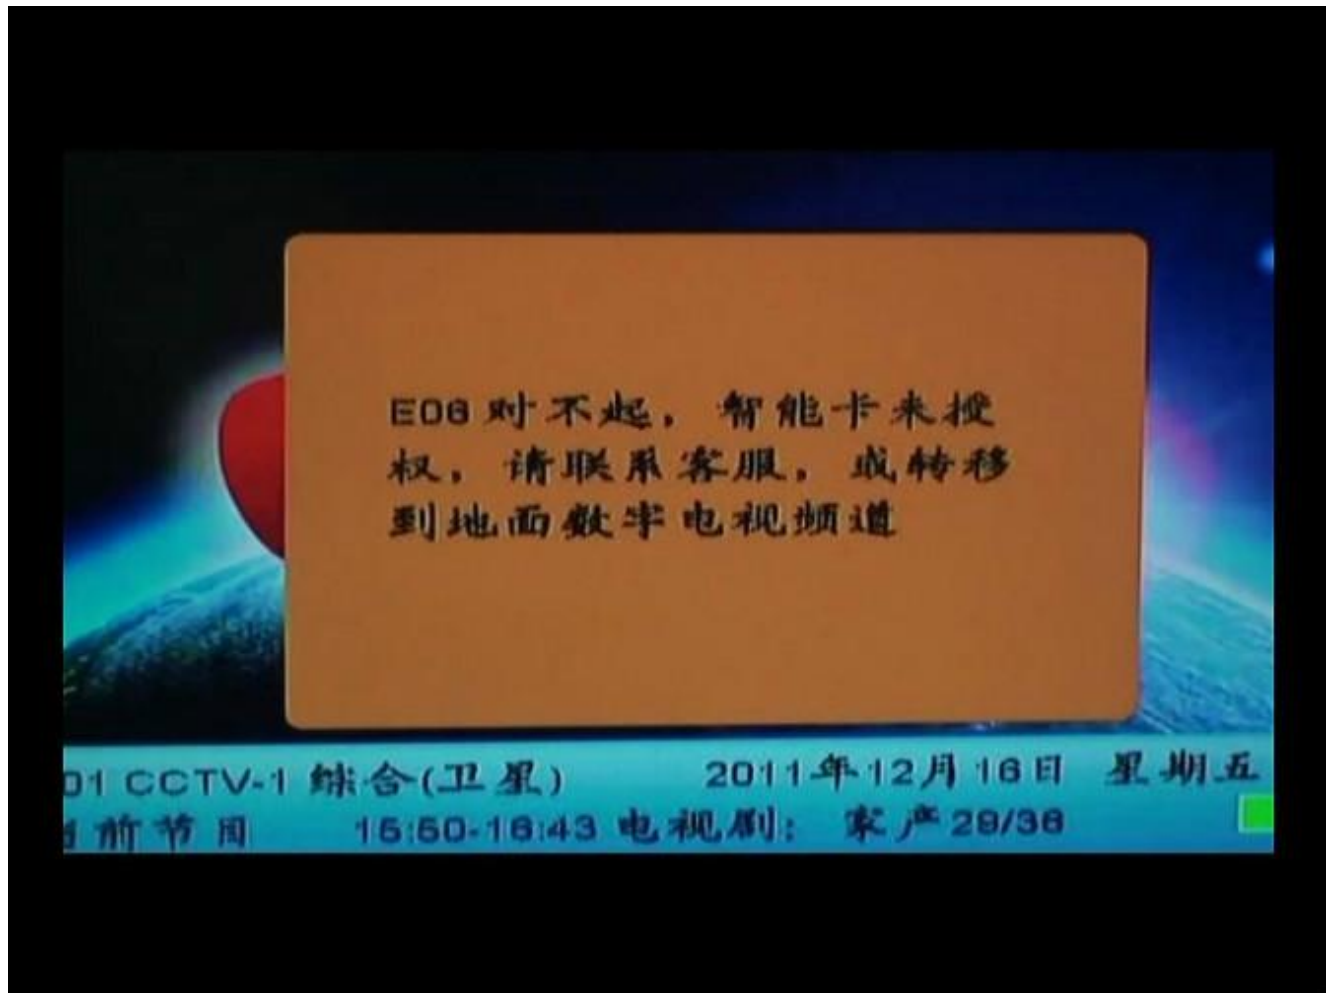 E06 对不起，智能卡未授
权，请联系客服，或转移
到地面数字电视频道
01 CCTV-1 综合(卫星) 2011年12月16日 星期五
当前节目 15:50-16:43 电视剧： 家产29/36